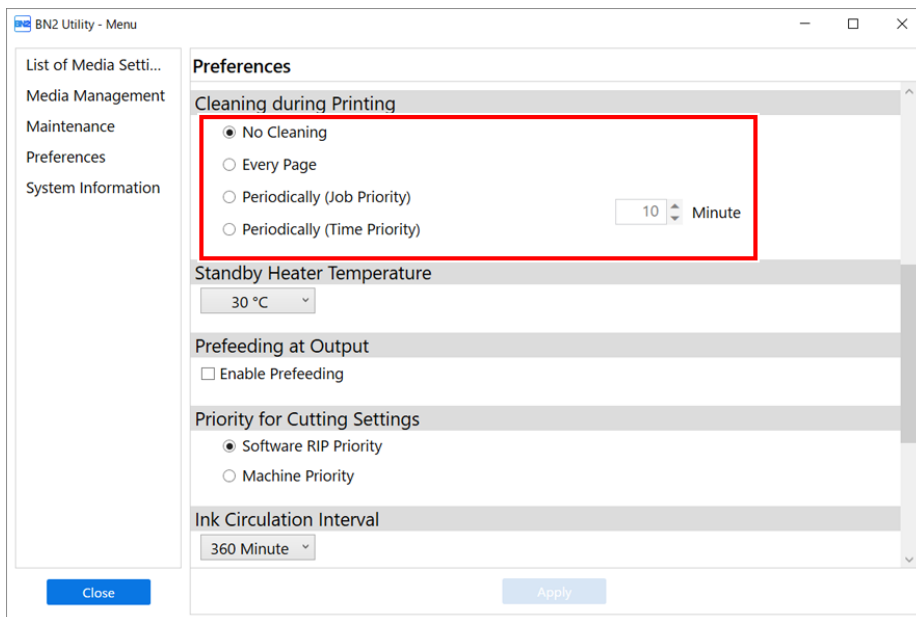 BN2 BN2 Utility - Menu
List of Media Setti...
Media Management
Maintenance
Preferences
System Information
Close
Preferences
Cleaning during Printing
No Cleaning
Every Page
Periodically (Job Priority)
Periodically (Time Priority)
10 Minute
Standby Heater Temperature
30 °C
Prefeeding at Output
Enable Prefeeding
Priority for Cutting Settings
Software RIP Priority
Machine Priority
Ink Circulation Interval
360 Minute
Apply